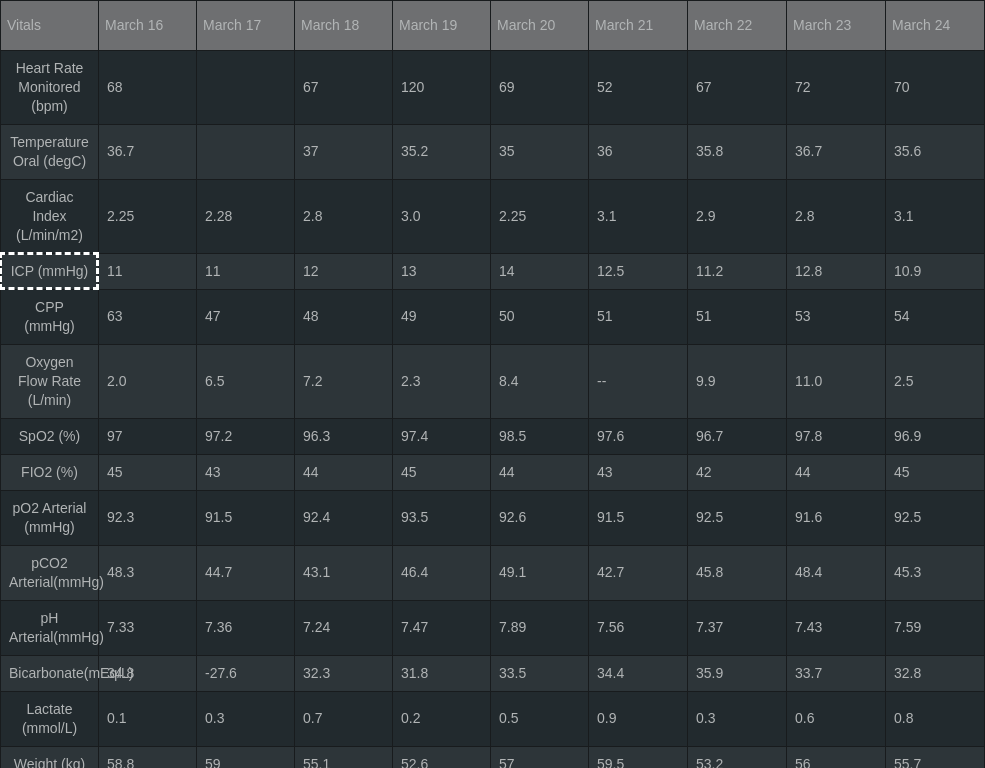 Vitals March 16 March 17 March 18 March 19 March 20 March 21 March 22 March 23 March 24
Heart Rate
Monitored 68 67 120 69 52 67 72 70
(bpm)
Temperature
Oral (degC) 36.7 37 35.2 35 36 35.8 36.7 35.6
Cardiac
Index 2.25 2.28 2.8 3.0 2.25 3.1 2.9 2.8 3.1
(L/min/m2)
ICP (mmHg) 11 11 12 13 14 12.5 11.2 12.8 10.9
CPP
(mmHg) 63 47 48 49 50 51 51 53 54
Oxygen
Flow Rate 2.0 6.5 7.2 2.3 8.4 -- 9.9 11.0 2.5
(L/min)
SpO2 (%) 97 97.2 96.3 97.4 98.5 97.6 96.7 97.8 96.9
FIO2 (%) 45 43 44 45 44 43 42 44 45
pO2 Arterial
(mmHg) 92.3 91.5 92.4 93.5 92.6 91.5 92.5 91.6 92.5
pCO2
Arterial(mmHg) 48.3 44.7 43.1 46.4 49.1 42.7 45.8 48.4 45.3
pH
Arterial(mmHg) 7.33 7.36 7.24 7.47 7.89 7.56 7.37 7.43 7.59
Bicarbonate(mEq/L) -27.6 32.3 31.8 33.5 34.4 35.9 33.7 32.8
Lactate
(mmol/L) 0.1 0.3 0.7 0.2 0.5 0.9 0.3 0.6 0.8
Weight (kg) 58.8 59 55.1 52.6 57 59.5 53.2 56 55.7